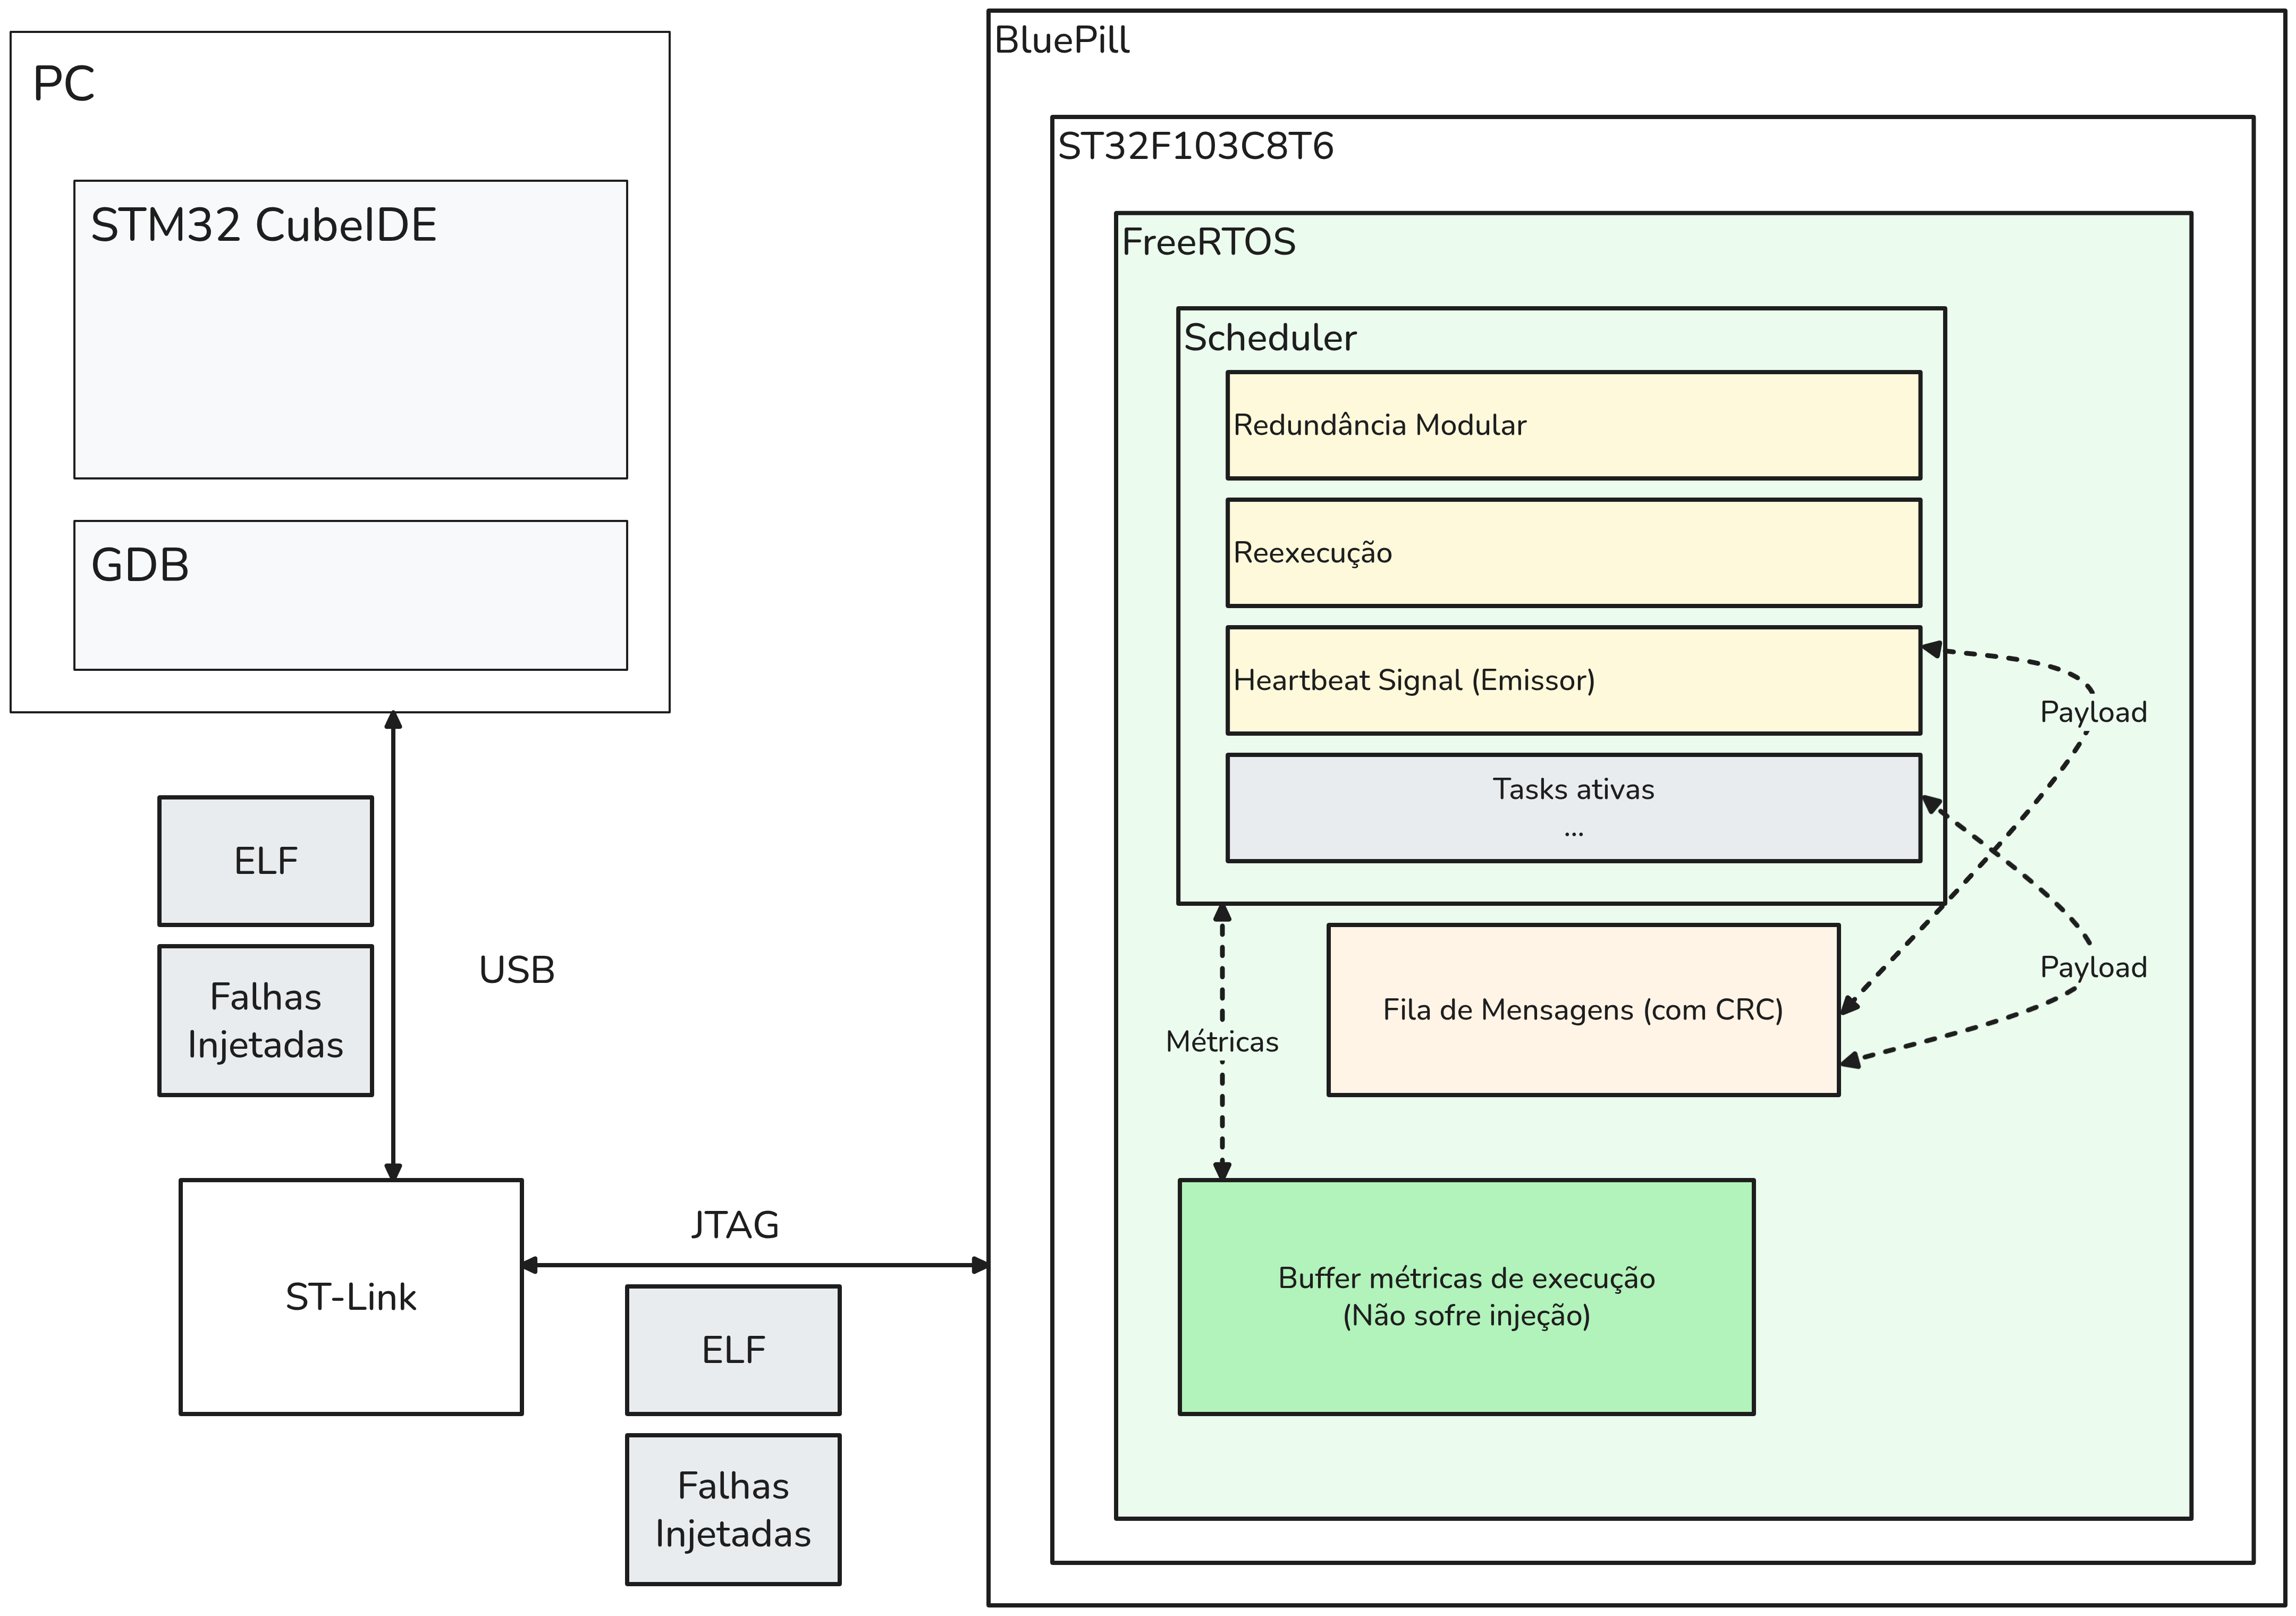 PC
STM32 CubeIDE
GDB
ELF
Falhas
Injetadas
USB
ST-Link
JTAG
ELF
Falhas
Injetadas
BluePill
ST32F103C8T6
FreeRTOS
Scheduler
Redundância Modular
Reexecução
Heartbeat Signal (Emissor)
Tasks ativas
...
Payload
Payload
Métricas
Fila de Mensagens (com CRC)
Buffer métricas de execução
(Não sofre injeção)